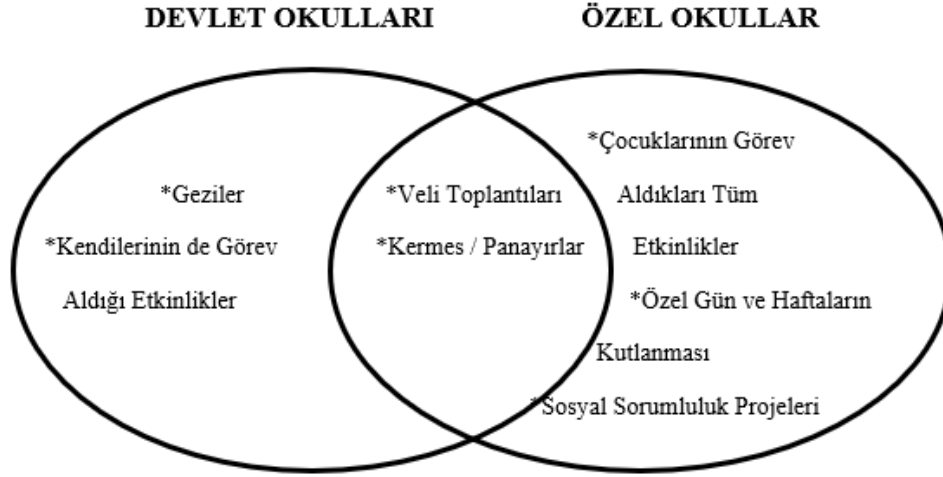 DEVLET OKULLARI
ÖZEL OKULLAR
*Geziler
*Kendilerinin de Görev
Aldığı Etkinlikler
*Veli Toplantıları
*Kermes / Panayırlar
*Çocuklarının Görev
Aldıkları Tüm
Etkinlikler
*Özel Gün ve Haftaların
Kutlanması
*Sosyal Sorumluluk Projeleri